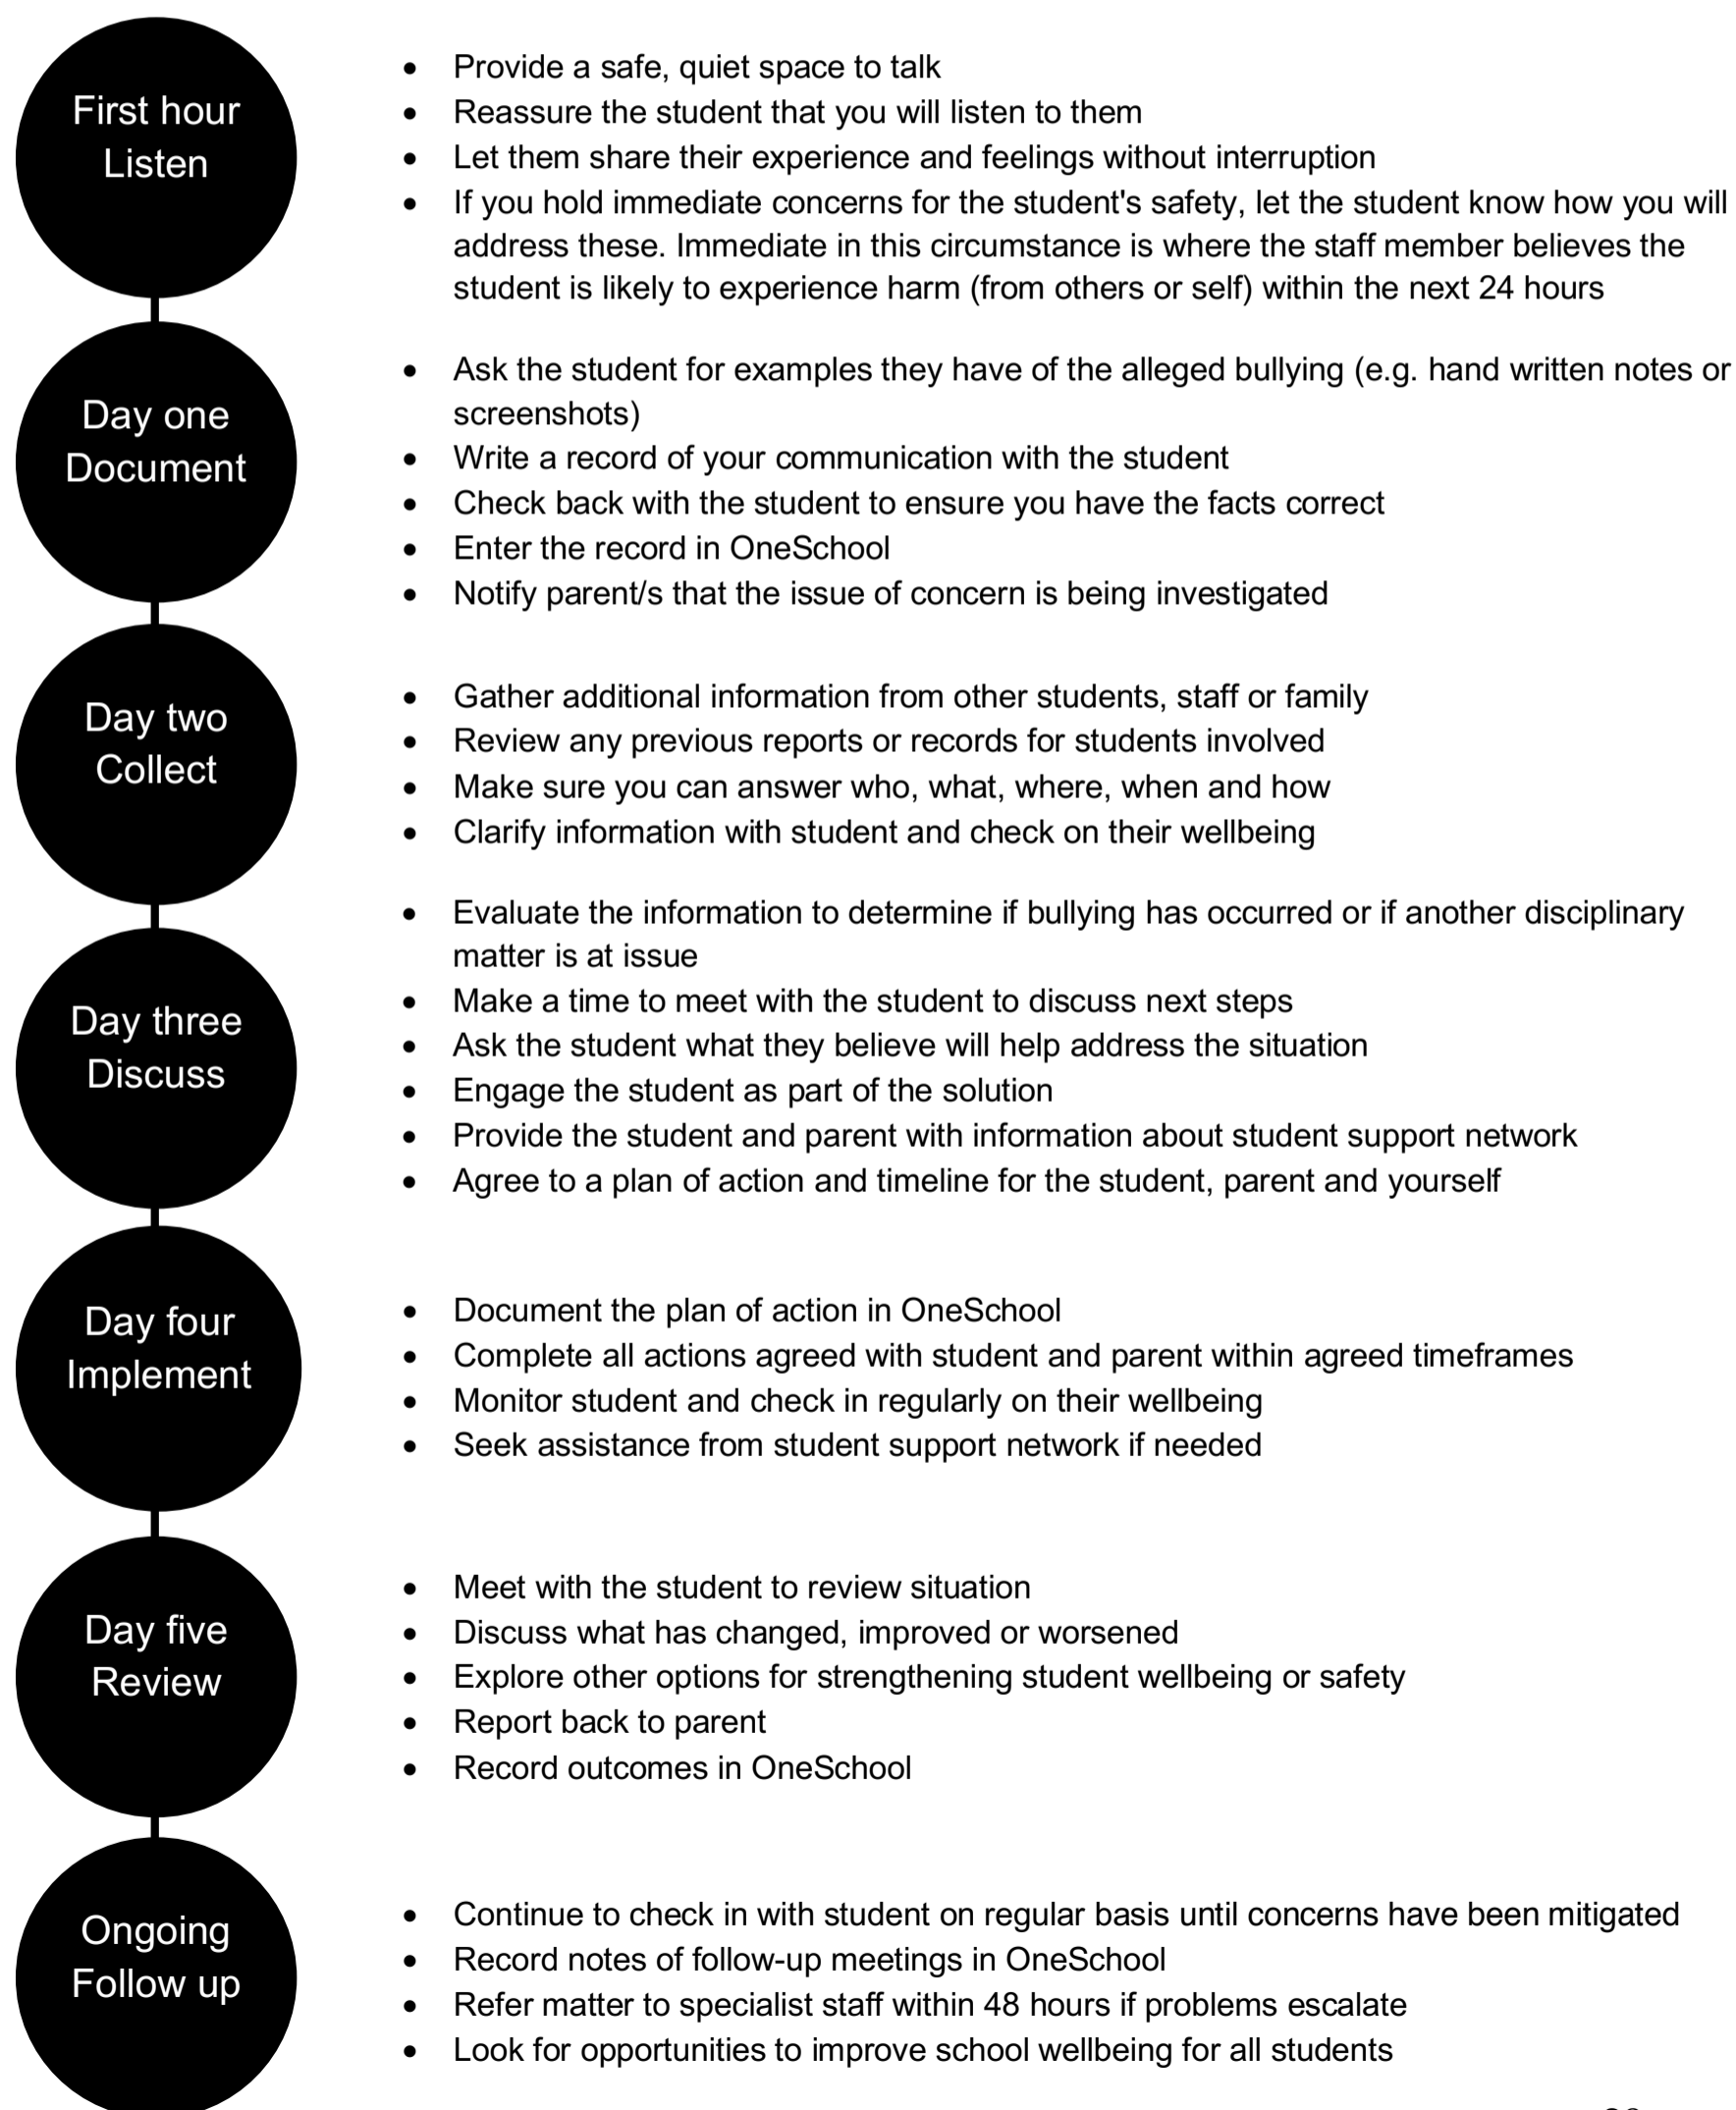 First hour
Listen
• Provide a safe, quiet space to talk
• Reassure the student that you will listen to them
• Let them share their experience and feelings without interruption
• If you hold immediate concerns for the student's safety, let the student know how you will
address these. Immediate in this circumstance is where the staff member believes the
student is likely to experience harm (from others or self) within the next 24 hours
Day one
Document
• Ask the student for examples they have of the alleged bullying (e.g. hand written notes or
screenshots)
• Write a record of your communication with the student
• Check back with the student to ensure you have the facts correct
• Enter the record in OneSchool
• Notify parent/s that the issue of concern is being investigated
Day two
Collect
• Gather additional information from other students, staff or family
• Review any previous reports or records for students involved
• Make sure you can answer who, what, where, when and how
• Clarify information with student and check on their wellbeing
Day three
Discuss
• Evaluate the information to determine if bullying has occurred or if another disciplinary
matter is at issue
• Make a time to meet with the student to discuss next steps
• Ask the student what they believe will help address the situation
• Engage the student as part of the solution
• Provide the student and parent with information about student support network
• Agree to a plan of action and timeline for the student, parent and yourself
Day four
Implement
• Document the plan of action in OneSchool
• Complete all actions agreed with student and parent within agreed timeframes
• Monitor student and check in regularly on their wellbeing
• Seek assistance from student support network if needed
Day five
Review
• Meet with the student to review situation
• Discuss what has changed, improved or worsened
• Explore other options for strengthening student wellbeing or safety
• Report back to parent
• Record outcomes in OneSchool
Ongoing
Follow up
• Continue to check in with student on regular basis until concerns have been mitigated
• Record notes of follow-up meetings in OneSchool
• Refer matter to specialist staff within 48 hours if problems escalate
• Look for opportunities to improve school wellbeing for all students